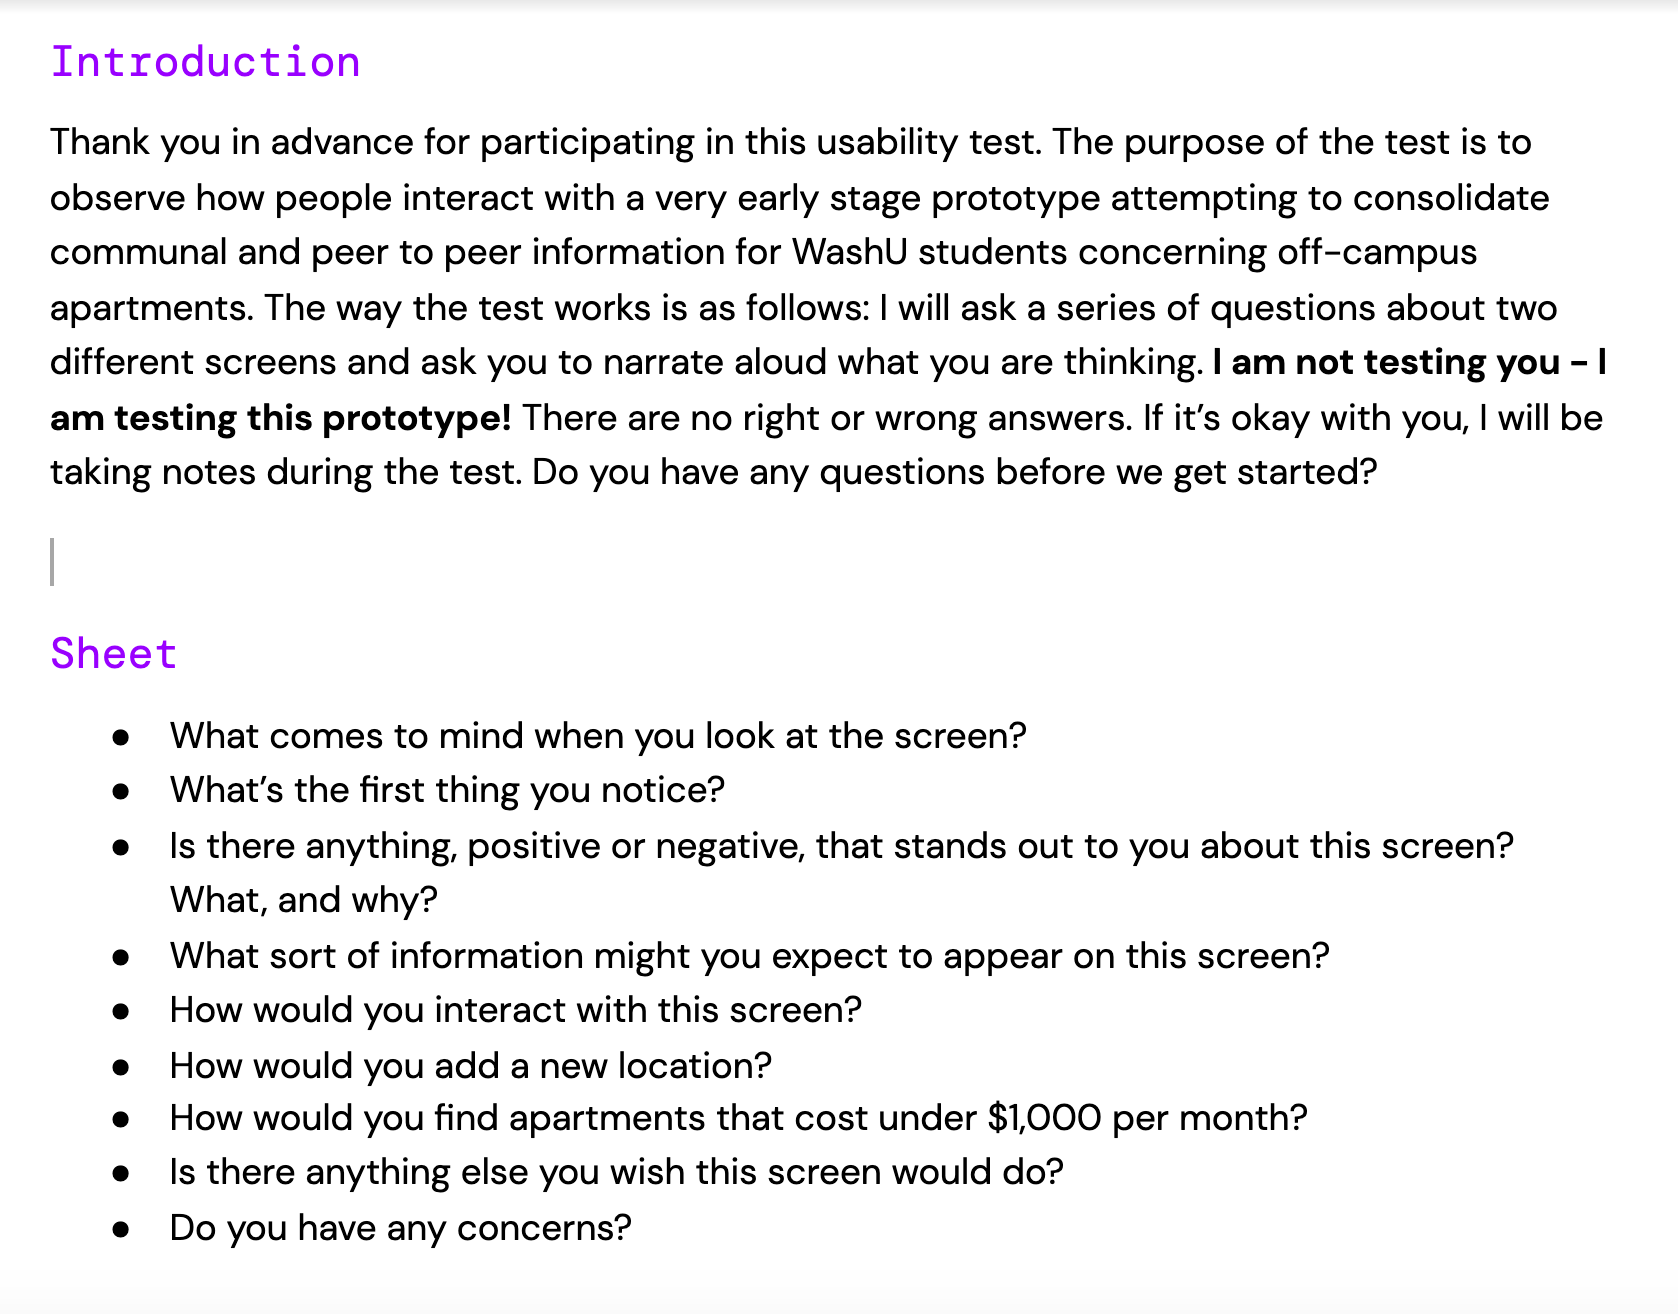 Introduction
Thank you in advance for participating in this usability test. The purpose of the test is to
observe how people interact with a very early stage prototype attempting to consolidate
communal and peer to peer information for WashU students concerning off-campus
apartments. The way the test works is as follows: I will ask a series of questions about two
different screens and ask you to narrate aloud what you are thinking. I am not testing you – I
am testing this prototype! There are no right or wrong answers. If it’s okay with you, I will be
taking notes during the test. Do you have any questions before we get started?
Sheet
● What comes to mind when you look at the screen?
● What’s the first thing you notice?
● Is there anything, positive or negative, that stands out to you about this screen?
What, and why?
● What sort of information might you expect to appear on this screen?
● How would you interact with this screen?
● How would you add a new location?
● How would you find apartments that cost under $1,000 per month?
● Is there anything else you wish this screen would do?
● Do you have any concerns?